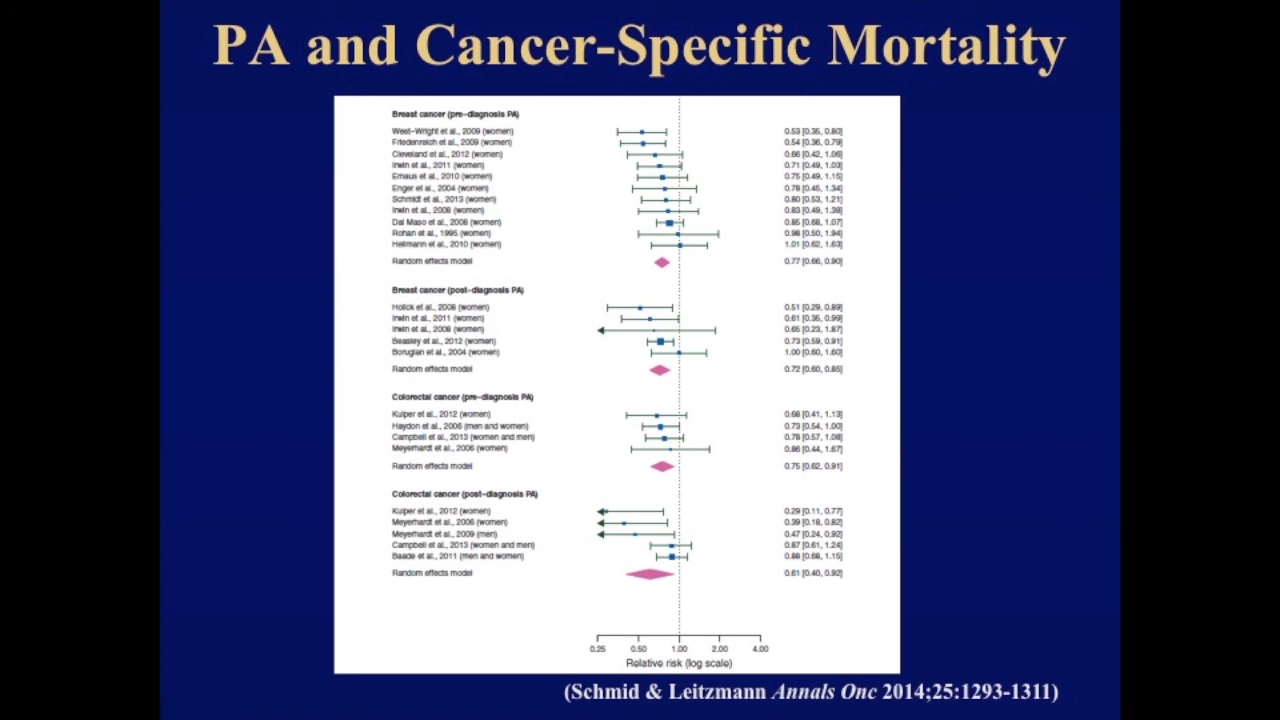 PA and Cancer-Specific Mortality
Breast cancer (pre-diagnosis PA)
West-Wright et al., 2009 (women) 0.53 [0.35, 0.80]
Friedenreich et al., 2009 (women) 0.54 [0.36, 0.79]
Cleveland et al., 2012 (women) 0.66 [0.42, 1.06]
Irwin et al., 2011 (women) 0.71 [0.49, 1.03]
Emaus et al., 2010 (women) 0.75 [0.49, 1.15]
Enger et al., 2004 (women) 0.78 [0.45, 1.34]
Schmidt et al., 2013 (women) 0.80 [0.53, 1.21]
Irwin et al., 2008 (women) 0.83 [0.49, 1.38]
Dal Maso et al., 2008 (women) 0.85 [0.68, 1.07]
Rohan et al., 1995 (women) 0.98 [0.50, 1.94]
Hellmann et al., 2010 (women) 1.01 [0.62, 1.63]
Random effects model 0.77 [0.66, 0.90]
Breast cancer (post-diagnosis PA)
Holick et al., 2008 (women) 0.51 [0.29, 0.89]
Irwin et al., 2011 (women) 0.61 [0.35, 0.99]
Irwin et al., 2008 (women) 0.65 [0.23, 1.87]
Beasley et al., 2012 (women) 0.73 [0.59, 0.91]
Borugian et al., 2004 (women) 1.00 [0.60, 1.60]
Random effects model 0.72 [0.60, 0.85]
Colorectal cancer (pre-diagnosis PA)
Kuiper et al., 2012 (women) 0.68 [0.41, 1.13]
Haydon et al., 2006 (men and women) 0.73 [0.54, 1.00]
Campbell et al., 2013 (women and men) 0.78 [0.57, 1.08]
Meyerhardt et al., 2006 (women) 0.86 [0.44, 1.67]
Random effects model 0.75 [0.62, 0.91]
Colorectal cancer (post-diagnosis PA)
Kuiper et al., 2012 (women) 0.29 [0.11, 0.77]
Meyerhardt et al., 2006 (women) 0.39 [0.18, 0.82]
Meyerhardt et al., 2009 (men) 0.47 [0.24, 0.92]
Campbell et al., 2013 (women and men) 0.87 [0.61, 1.24]
Baade et al., 2011 (men and women) 0.88 [0.68, 1.15]
Random effects model 0.61 [0.40, 0.92]
0.25 0.50 1.00 2.00 4.00
Relative risk (log scale)
(Schmid & Leitzmann Annals Onc 2014;25:1293-1311)